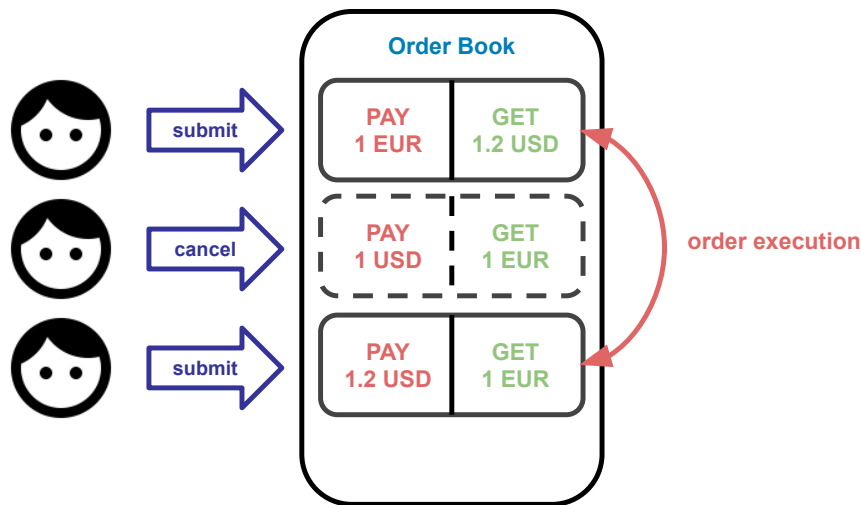 Order Book
submit
PAY
1 EUR
GET
1.2 USD
cancel
PAY
1 USD
GET
1 EUR
order execution
submit
PAY
1.2 USD
GET
1 EUR